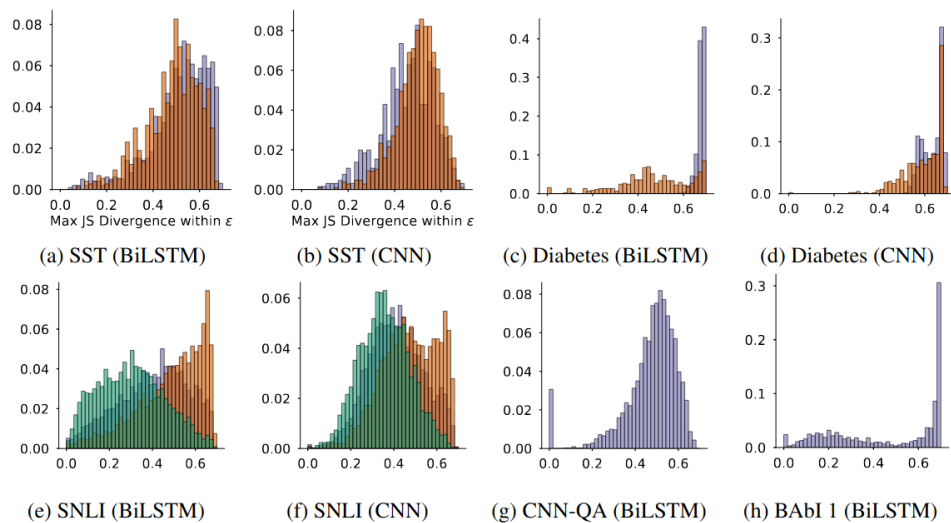 0.08
0.06
0.04
0.02
0.00
0.0 0.2 0.4 0.6
Max JS Divergence within ε
(a) SST (BiLSTM)
0.08
0.06
0.04
0.02
0.00
0.0 0.2 0.4 0.6
Max JS Divergence within ε
(b) SST (CNN)
0.4
0.3
0.2
0.1
0.0
0.0 0.2 0.4 0.6
(c) Diabetes (BiLSTM)
0.3
0.2
0.1
0.0
0.0 0.2 0.4 0.6
(d) Diabetes (CNN)
0.08
0.06
0.04
0.02
0.00
0.0 0.2 0.4 0.6
(e) SNLI (BiLSTM)
0.06
0.04
0.02
0.00
0.0 0.2 0.4 0.6
(f) SNLI (CNN)
0.08
0.06
0.04
0.02
0.00
0.0 0.2 0.4 0.6
(g) CNN-QA (BiLSTM)
0.3
0.2
0.1
0.0
0.0 0.2 0.4 0.6
(h) BAbI 1 (BiLSTM)